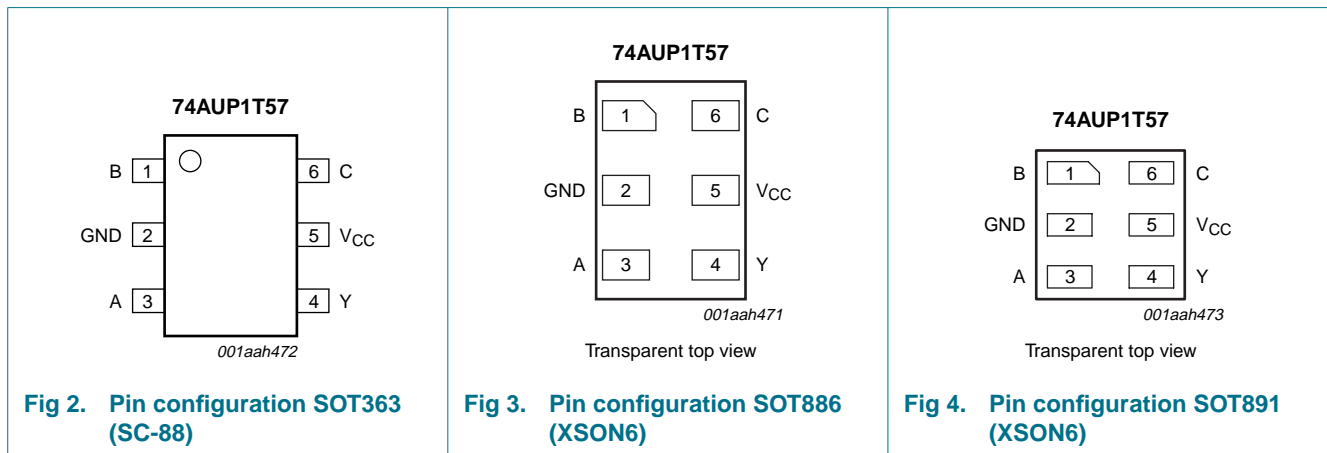 74AUP1T57
B 1 6 C
GND 2 5 VCC
A 3 4 Y
001aah472
Fig 2. Pin configuration SOT363
(SC-88)
74AUP1T57
B 1 6 C
GND 2 5 VCC
A 3 4 Y
001aah471
Transparent top view
Fig 3. Pin configuration SOT886
(XSON6)
74AUP1T57
B 1 6 C
GND 2 5 VCC
A 3 4 Y
001aah473
Transparent top view
Fig 4. Pin configuration SOT891
(XSON6)